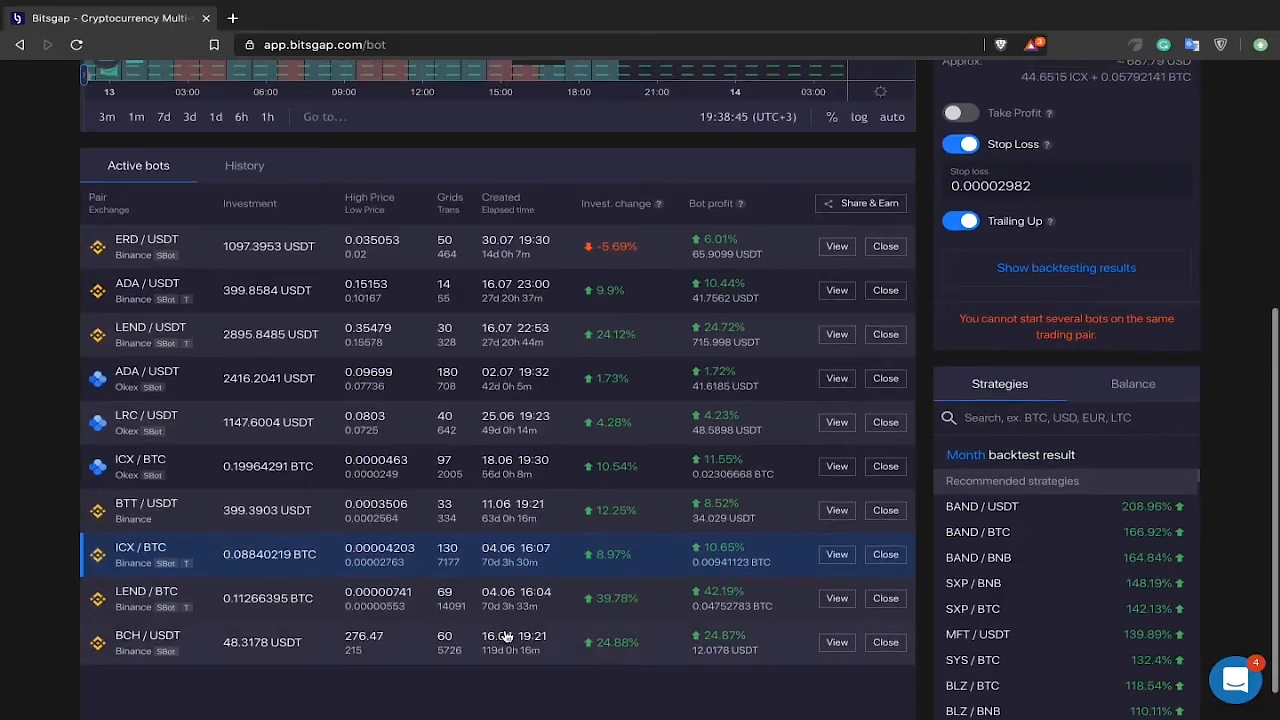 Bitsgap - Cryptocurrency Multi-
app.bitsgap.com/bot
3
13 03:00 06:00 09:00 12:00 15:00 18:00 21:00 14 03:00
3m 1m 7d 3d 1d 6h 1h Go to... 19:38:45 (UTC+3) % log auto
Active bots History
Pair Investment High Price Grids Created Invest. change ? Bot profit ? Share & Earn
Exchange Low Price Trans Elapsed time
ERD / USDT 1097.3953 USDT 0.035053 50 30.07 19:30 -5.69% 6.01% View Close
Binance SBot 0.02 464 14d 0h 7m 65.9099 USDT
ADA / USDT 399.8584 USDT 0.15153 14 16.07 23:00 9.9% 10.44% View Close
Binance SBot T 0.10167 55 27d 20h 37m 41.7562 USDT
LEND / USDT 2895.8485 USDT 0.35479 30 16.07 22:53 24.12% 24.72% View Close
Binance SBot T 0.15578 328 27d 20h 44m 715.998 USDT
ADA / USDT 2416.2041 USDT 0.09699 180 02.07 19:32 1.73% 1.72% View Close
Okex SBot 0.07736 708 42d 0h 5m 41.6185 USDT
LRC / USDT 1147.6004 USDT 0.0803 40 25.06 19:23 4.28% 4.23% View Close
Okex SBot 0.0725 642 49d 0h 14m 48.5898 USDT
ICX / BTC 0.19964291 BTC 0.0000463 97 18.06 19:30 10.54% 11.55% View Close
Okex SBot 0.0000249 2005 56d 0h 8m 0.02306668 BTC
BTT / USDT 399.3903 USDT 0.0003506 33 11.06 19:21 12.25% 8.52% View Close
Binance 0.0002564 334 63d 0h 16m 34.029 USDT
ICX / BTC 0.08840219 BTC 0.00004203 130 04.06 16:07 8.97% 10.65% View Close
Binance SBot T 0.00002763 7177 70d 3h 30m 0.00941123 BTC
LEND / BTC 0.11266395 BTC 0.00000741 69 04.06 16:04 39.78% 42.19% View Close
Binance SBot T 0.00000553 14091 70d 3h 33m 0.04752783 BTC
BCH / USDT 48.3178 USDT 276.47 60 19:21 24.88% 24.87% View Close
Binance SBot 215 5726 119d 0h 16m 12.0178 USDT
44.6515 ICX + 0.05792141 BTC
Take Profit ?
Stop Loss ?
Stop loss
0.00002982
Trailing Up ?
Show backtesting results
You cannot start several bots on the same
trading pair.
Strategies Balance
Search, ex. BTC, USD, EUR, LTC
Month backtest result
Recommended strategies
BAND / USDT 208.96%
BAND / BTC 166.92%
BAND / BNB 164.84%
SXP / BNB 148.19%
SXP / BTC 142.13%
MFT / USDT 139.89%
SYS / BTC 132.4%
BLZ / BTC 118.54%
BLZ / BNB 110.11%
4